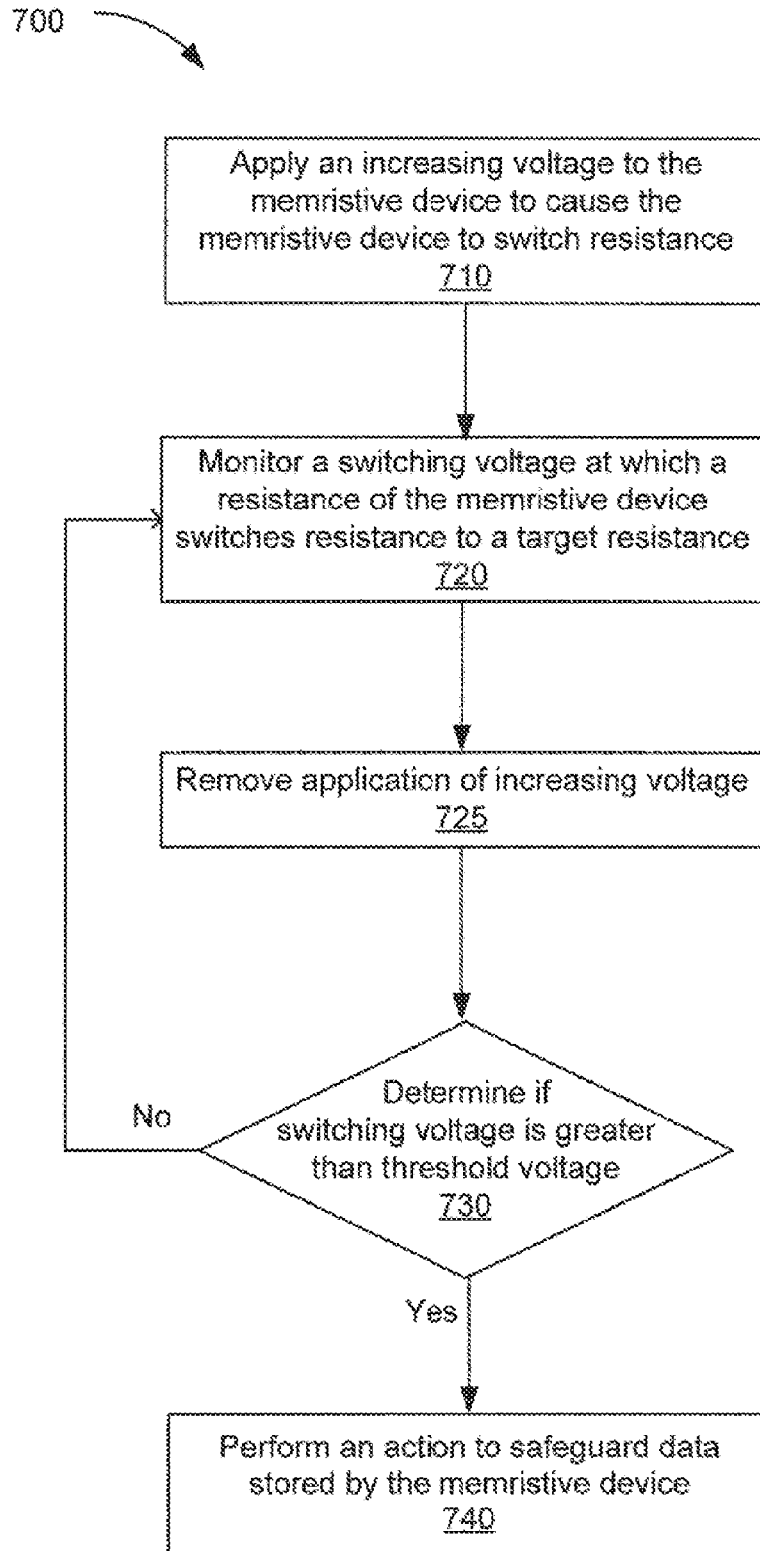 700
Apply an increasing voltage to the
memristive device to cause the
memristive device to switch resistance
710
Monitor a switching voltage at which a
resistance of the memristive device
switches resistance to a target resistance
720
Remove application of increasing voltage
725
Determine if
switching voltage is greater
than threshold voltage
730
No
Yes
Perform an action to safeguard data
stored by the memristive device
740